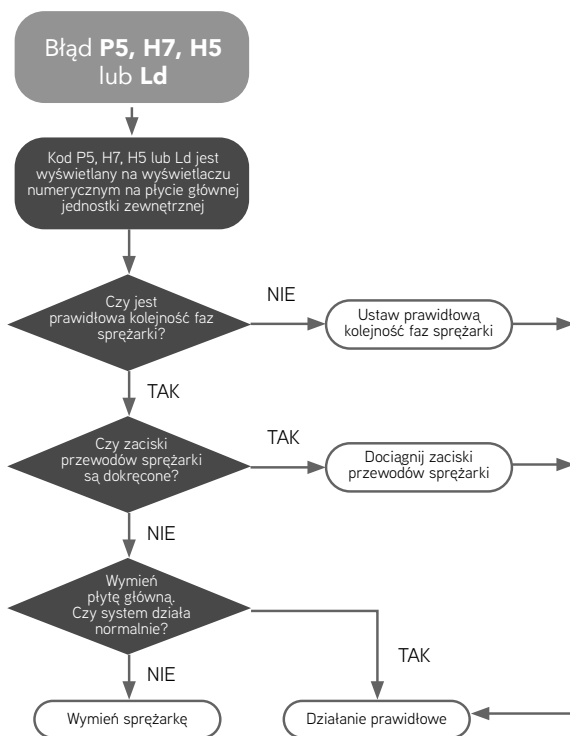 Błąd P5, H7, H5
lub Ld
Kod P5, H7, H5 lub Ld jest
wyświetlany na wyświetlaczu
numerycznym na płycie głównej
jednostki zewnętrznej
Czy jest
prawidłowa kolejność faz
sprężarki?
NIE
Ustaw prawidłową
kolejność faz sprężarki
TAK
Czy zaciski
przewodów sprężarki
są dokręcone?
TAK
Dociągnij zaciski
przewodów sprężarki
NIE
Wymień
płytę główną.
Czy system działa
normalnie?
TAK
NIE
Wymień sprężarkę
Działanie prawidłowe